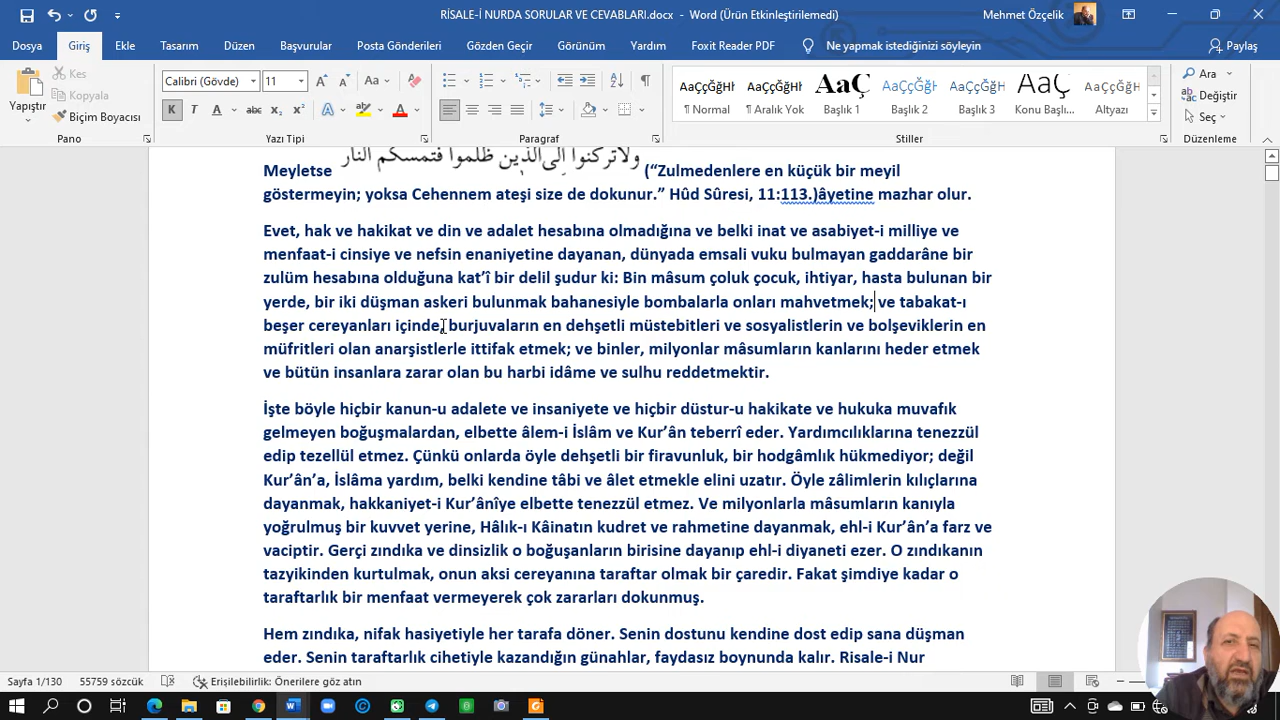 RİSALE-İ NURDA SORULAR VE CEVABLARI.docx - Word (Ürün Etkinleştirilemedi)
Mehmet Özçelik
Dosya Giriş Ekle Tasarım Düzen Başvurular Posta Gönderileri Gözden Geçir Görünüm Yardım Foxit Reader PDF Ne yapmak istediğinizi söyleyin Paylaş
Yapıştır
Kes
Kopyala
Biçim Boyacısı
Pano
Calibri (Gövde) 11
Yazı Tipi
Paragraf
AaÇçĞğHh AaÇçĞğHh AaÇ AaÇçĞğH AaÇçĞğH AaÇçĞ AaÇçĞğHh
¶ Normal ¶ Aralık Yok Başlık 1 Başlık 2 Başlık 3 Konu Başlı... Altyazı
Stiller
Ara
Değiştir
Seç
Düzenleme
Meyletse ولا تركنوا إلى الذين ظلموا فتمسكم النار (“Zulmedenlere en küçük bir meyil
göstermeyin; yoksa Cehennem ateşi size de dokunur.” Hûd Sûresi, 11:113.)âyetine mazhar olur.
Evet, hak ve hakikat ve din ve adalet hesabına olmadığına ve belki inat ve asabiyet-i milliye ve
menfaat-i cinsiye ve nefsin enaniyetine dayanan, dünyada emsali vuku bulmayan gaddarâne bir
zulüm hesabına olduğuna kat’î bir delil şudur ki: Bin mâsum çoluk çocuk, ihtiyar, hasta bulunan bir
yerde, bir iki düşman askeri bulunmak bahanesiyle bombalarla onları mahvetmek; ve tabakat-ı
beşer cereyanları içinde, burjuvaların en dehşetli müstebitleri ve sosyalistlerin ve bolşeviklerin en
müfritleri olan anarşistlerle ittifak etmek; ve binler, milyonlar mâsumların kanlarını heder etmek
ve bütün insanlara zarar olan bu harbi idâme ve sulhu reddetmektir.
İşte böyle hiçbir kanun-u adalete ve insaniyete ve hiçbir düstur-u hakikate ve hukuka muvafık
gelmeyen boğuşmalardan, elbette âlem-i İslâm ve Kur’ân teberrî eder. Yardımcılıklarına tenezzül
edip tezellül etmez. Çünkü onlarda öyle dehşetli bir firavunluk, bir hodgâmlık hükmediyor; değil
Kur’ân’a, İslâma yardım, belki kendine tâbi ve âlet etmekle elini uzatır. Öyle zâlimlerin kılıçlarına
dayanmak, hakkaniyet-i Kur’ânîye elbette tenezzül etmez. Ve milyonlarla mâsumların kanıyla
yoğrulmuş bir kuvvet yerine, Hâlık-ı Kâinatın kudret ve rahmetine dayanmak, ehl-i Kur’ân’a farz ve
vaciptir. Gerçi zındıka ve dinsizlik o boğuşanların birisine dayanıp ehl-i diyaneti ezer. O zındıkanın
tazyikinden kurtulmak, onun aksi cereyanına taraftar olmak bir çaredir. Fakat şimdiye kadar o
taraftarlık bir menfaat vermeyerek çok zararları dokunmuş.
Hem zındıka, nifak hasiyetiyle her tarafa döner. Senin dostunu kendine dost edip sana düşman
eder. Senin taraftarlık cihetiyle kazandığın günahlar, faydasız boynunda kalır. Risale-i Nur
Sayfa 1/130 55759 sözcük Erişilebilirlik: Önerilere göz atın